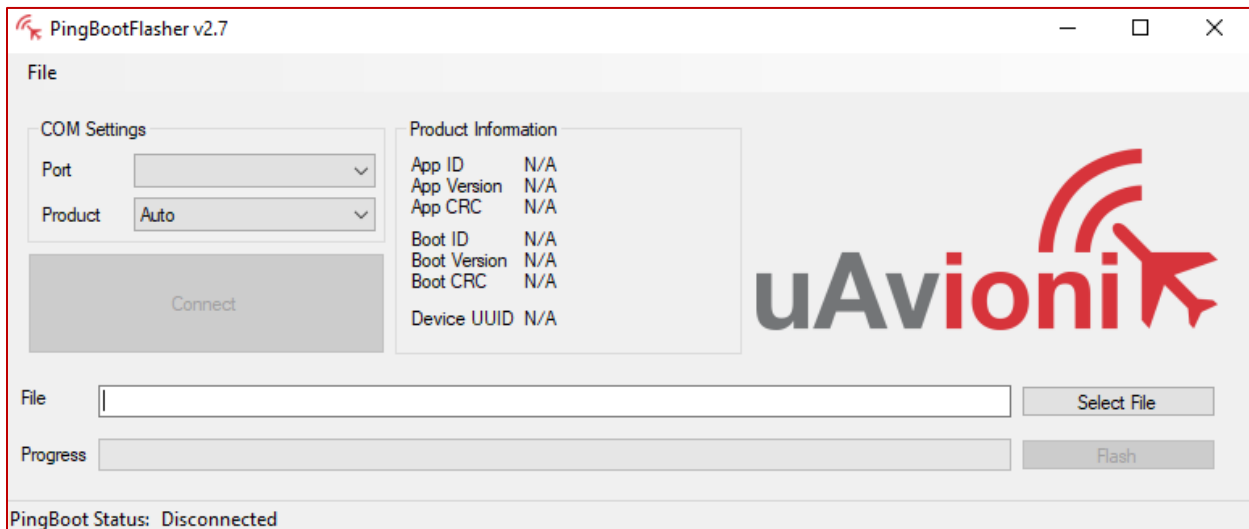 PingBootFlasher v2.7
File
COM Settings
Port
Product Auto
Connect
Product Information
App ID N/A
App Version N/A
App CRC N/A
Boot ID N/A
Boot Version N/A
Boot CRC N/A
Device UUID N/A
uAvioni
File
Select File
Progress
Flash
PingBoot Status: Disconnected